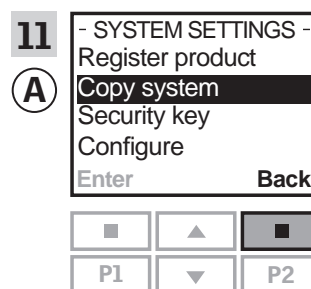 11
A
- SYSTEM SETTINGS -
Register product
Copy system
Security key
Configure
Enter Back
P1 P2